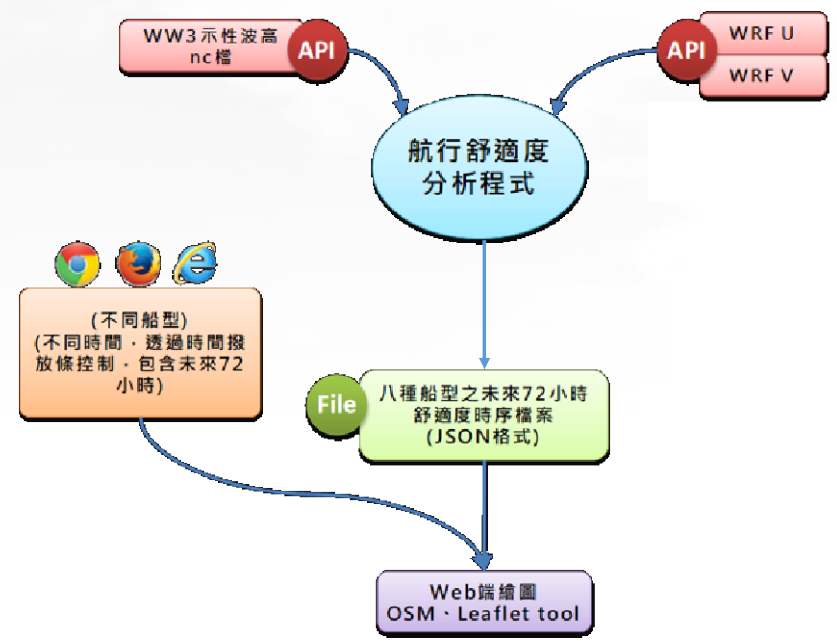 WW3示性波高
nc檔
API
API
WRF U
WRF V
航行舒適度
分析程式
(不同船型)
(不同時間，透過時間撥
放條控制，包含未來72
小時)
File
八種船型之未來72小時
舒適度時序檔案
(JSON格式)
Web端繪圖
OSM、Leaflet tool